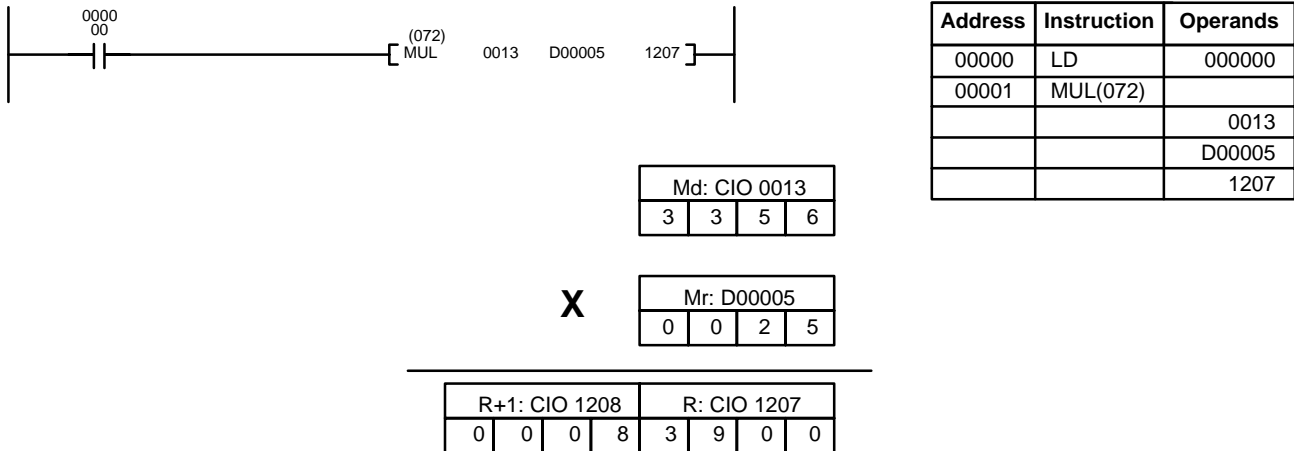 0000
00
(072)
MUL 0013 D00005 1207
Address Instruction Operands
00000 LD 000000
00001 MUL(072)
0013
D00005
1207
Md: CIO 0013
3 3 5 6
X
Mr: D00005
0 0 2 5
R+1: CIO 1208 R: CIO 1207
0 0 0 8 3 9 0 0